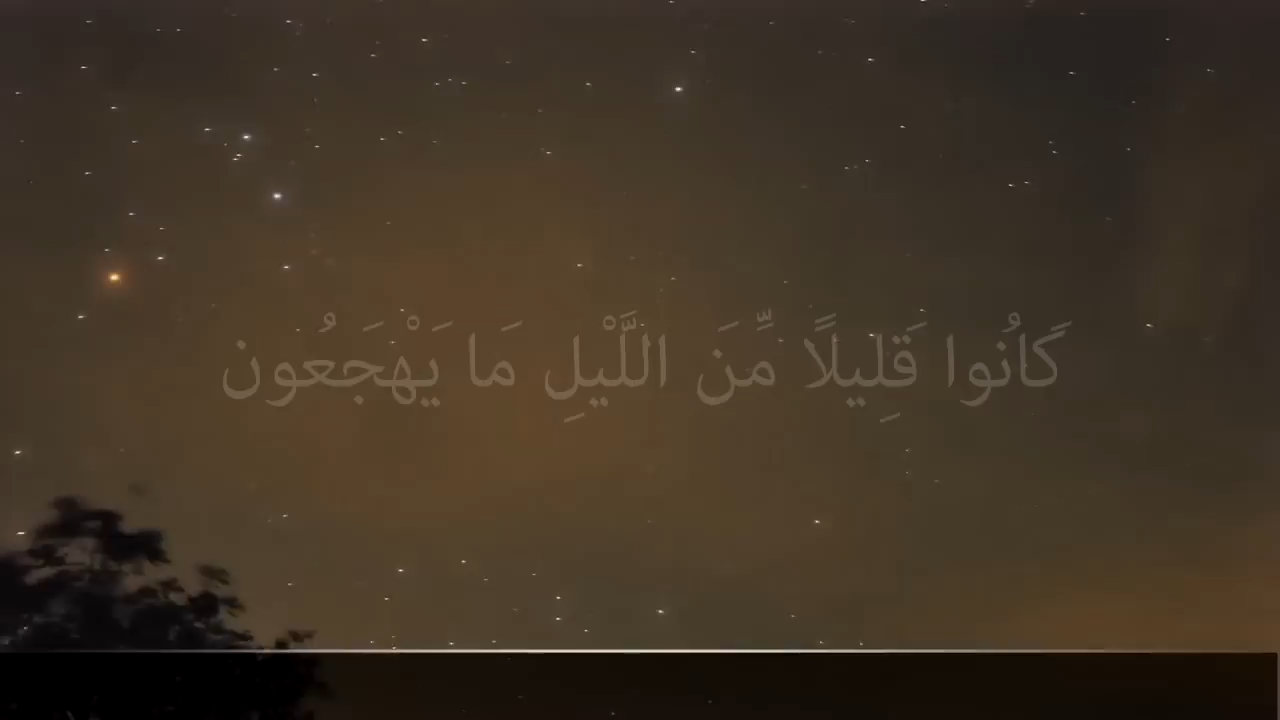 كَانُوا قَلِيلًا مِّنَ اللَّيْلِ مَا يَهْجَعُون